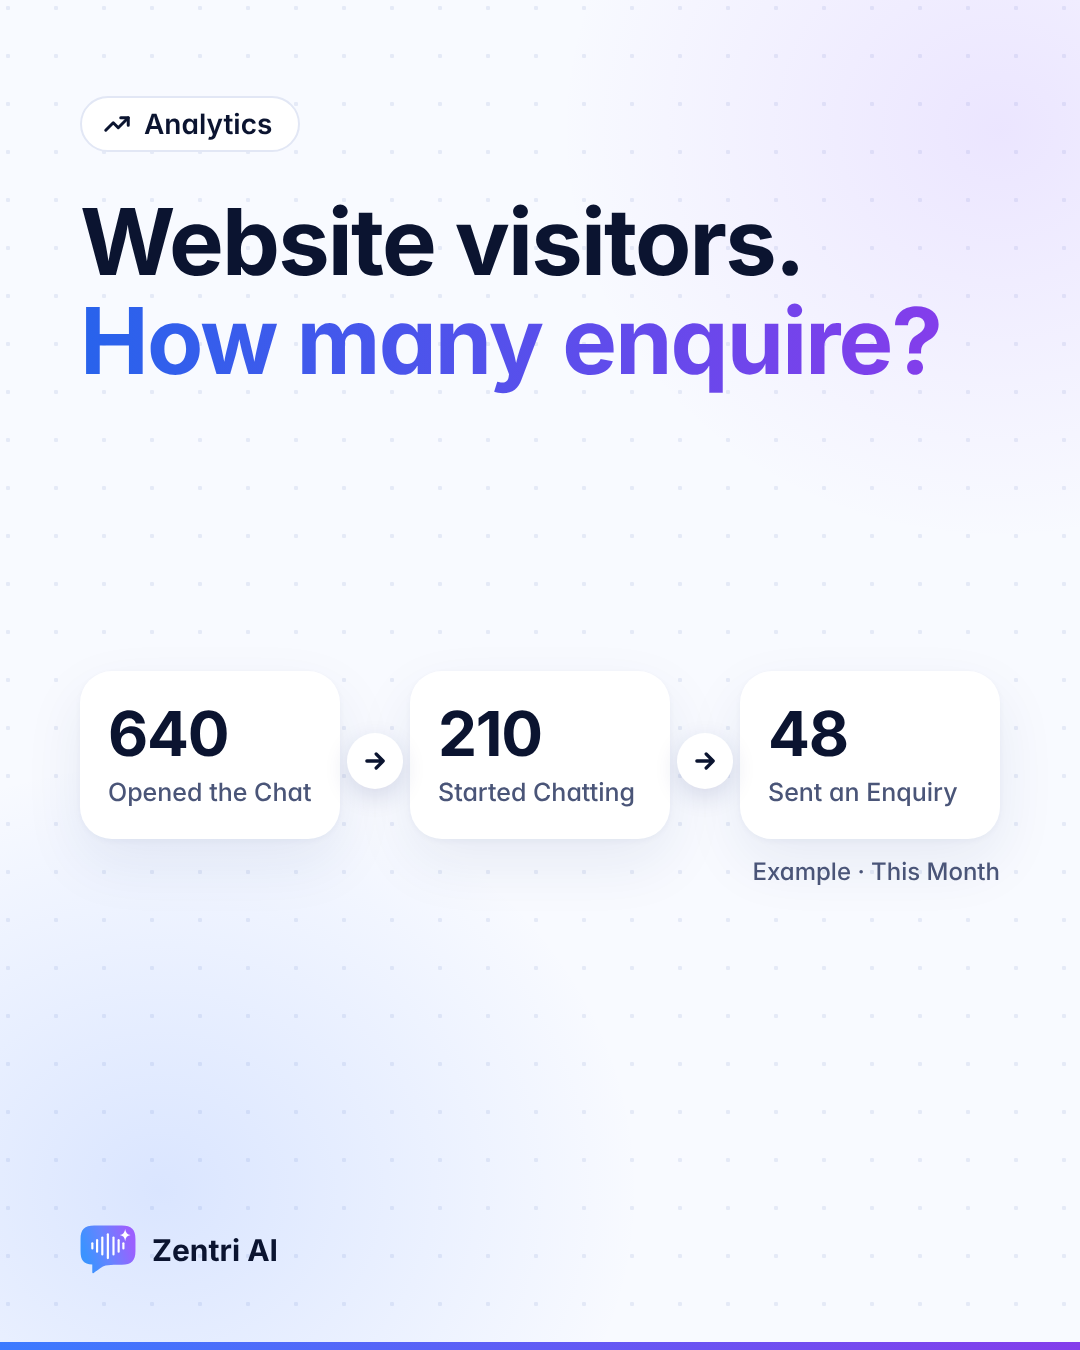 Analytics
Website visitors.
How many enquire?
640
Opened the Chat
210
Started Chatting
48
Sent an Enquiry
Example · This Month
Zentri AI